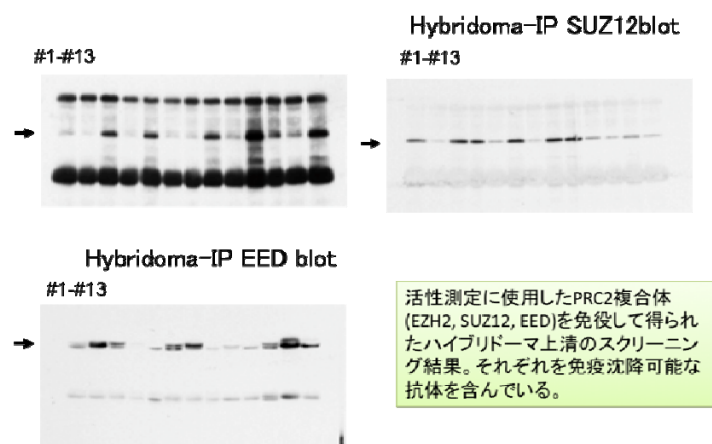 Hybridoma-IP SUZ12blot
#1-#13
#1-#13
Hybridoma-IP EED blot
#1-#13
活性測定に使用したPRC2複合体
(EZH2, SUZ12, EED)を免役して得られ
たハイブリドーマ上清のスクリーニン
グ結果。それぞれを免疫沈降可能な
抗体を含んでいる。